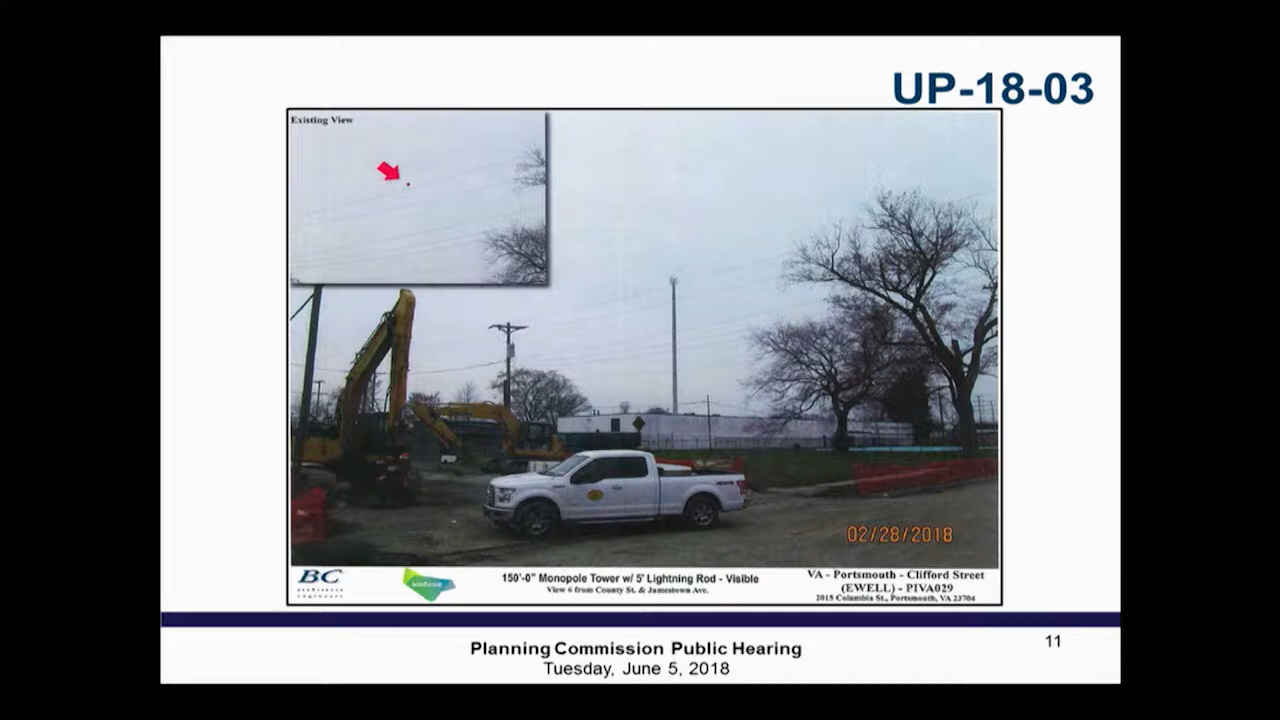 UP-18-03
Existing View
02/28/2018
BC
architects
engineers
150'-0" Monopole Tower w/ 5' Lightning Rod - Visible
View 6 from County St. & Jamestown Ave.
VA - Portsmouth - Clifford Street
(EWELL) - PIVA029
2015 Columbia St., Portsmouth, VA 23704
Planning Commission Public Hearing
Tuesday, June 5, 2018
11